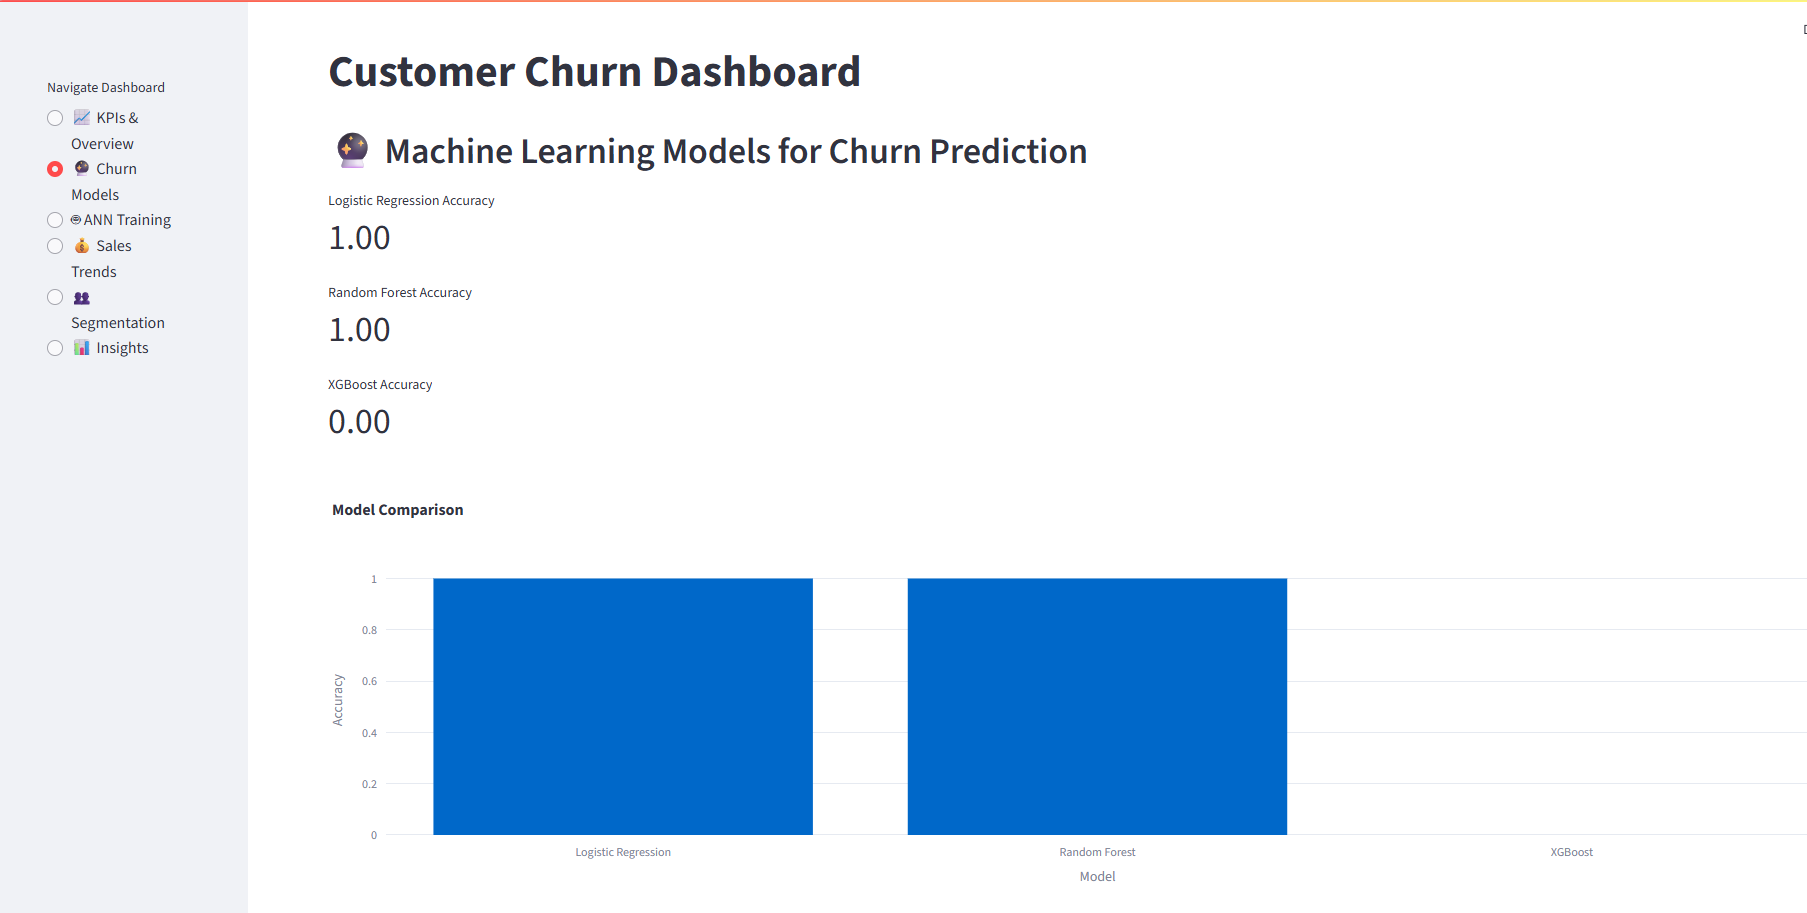 Navigate Dashboard
KPIs &
Overview
Churn
Models
ANN Training
Sales
Trends
Segmentation
Insights
Customer Churn Dashboard
Machine Learning Models for Churn Prediction
Logistic Regression Accuracy
1.00
Random Forest Accuracy
1.00
XGBoost Accuracy
0.00
Model Comparison
1
0.8
0.6
0.4
0.2
0
Accuracy
Logistic Regression
Random Forest
XGBoost
Model